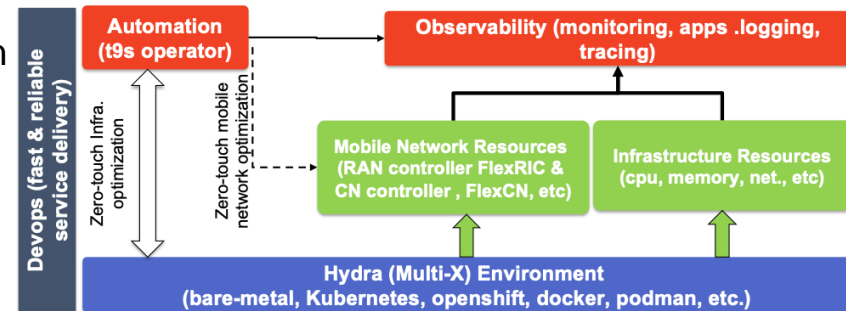 n
Devops (fast & reliable
service delivery)
Automation
(t9s operator)
Observability (monitoring, apps .logging,
tracing)
Zero-touch Infra.
optimization
Zero-touch mobile
network optimization
Mobile Network Resources
(RAN controller FlexRIC &
CN controller , FlexCN, etc)
Infrastructure Resources
(cpu, memory, net., etc)
Hydra (Multi-X) Environment
(bare-metal, Kubernetes, openshift, docker, podman, etc.)